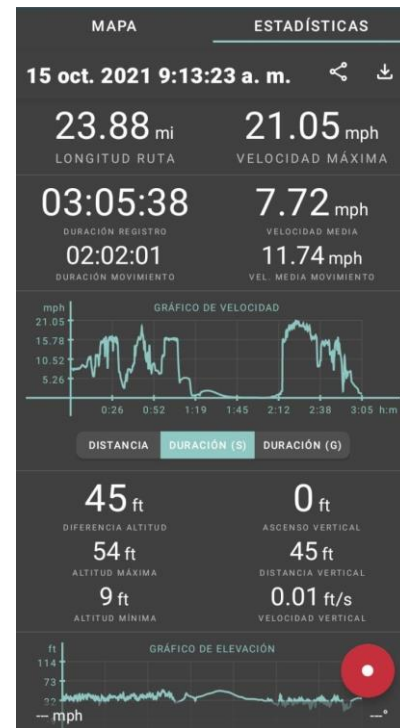 MAPA ESTADÍSTICAS
15 oct. 2021 9:13:23 a. m.
23.88 mi 21.05 mph
LONGITUD RUTA VELOCIDAD MÁXIMA
03:05:38 7.72 mph
DURACIÓN REGISTRO VELOCIDAD MEDIA
02:02:01 11.74 mph
DURACIÓN MOVIMIENTO VEL. MEDIA MOVIMIENTO
mph GRÁFICO DE VELOCIDAD
21.05
15.78
10.52
5.26
0:26 0:52 1:19 1:45 2:12 2:38 3:05 h:m
DISTANCIA DURACIÓN (S) DURACIÓN (G)
45 ft 0 ft
DIFERENCIA ALTITUD ASCENSO VERTICAL
54 ft 45 ft
ALTITUD MÁXIMA DISTANCIA VERTICAL
9 ft 0.01 ft/s
ALTITUD MÍNIMA VELOCIDAD VERTICAL
ft GRÁFICO DE ELEVACIÓN
114
73
32
--- mph ---°